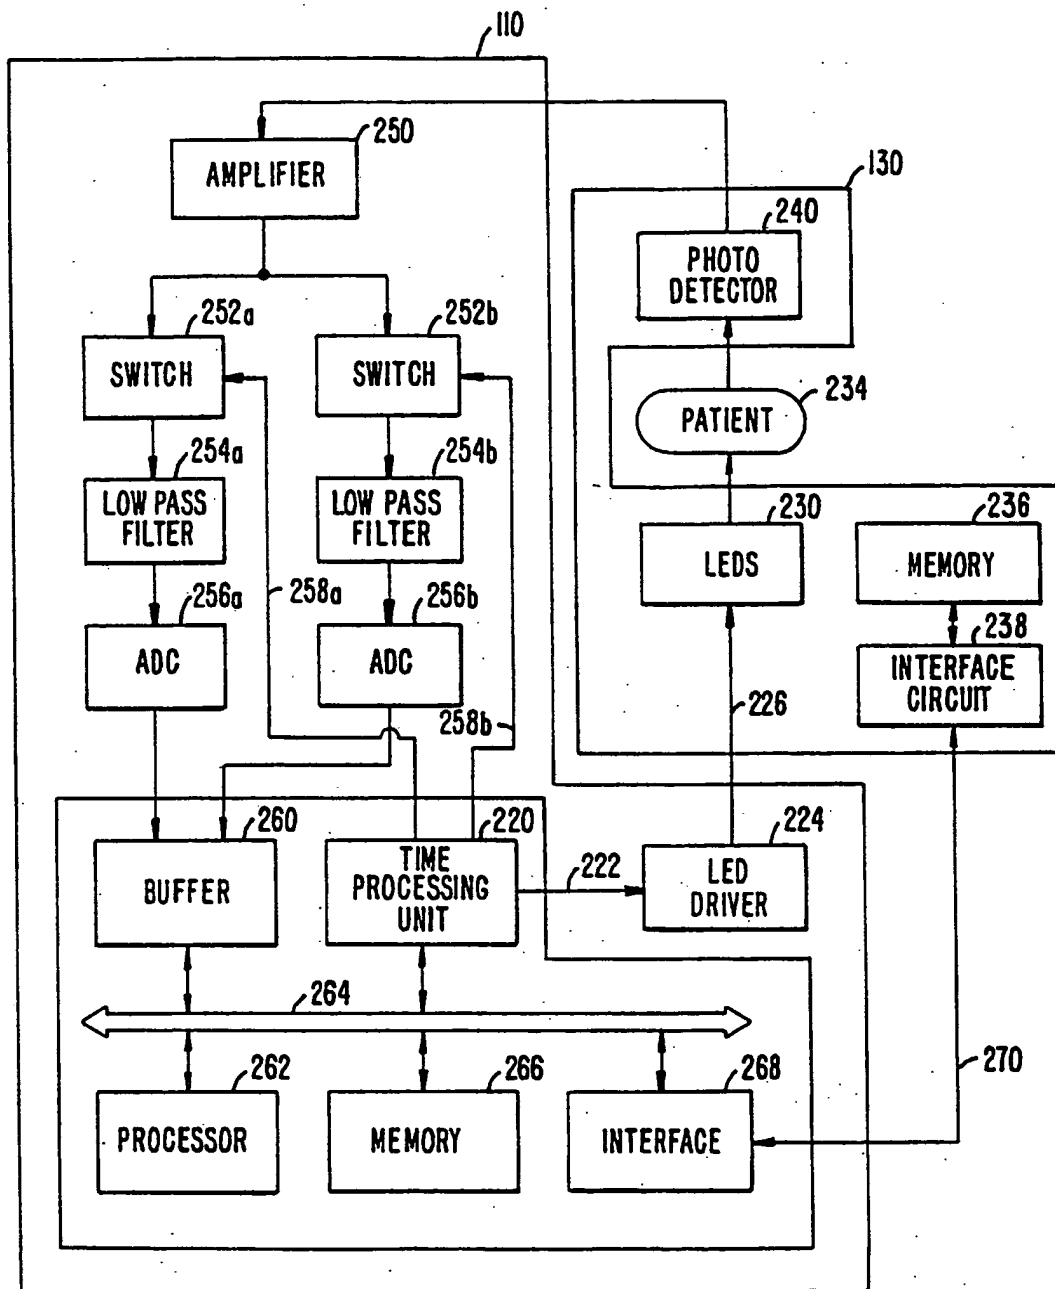 110
250
AMPLIFIER
130
240
PHOTO
DETECTOR
252a
SWITCH
252b
SWITCH
234
PATIENT
254a
LOW PASS
FILTER
254b
LOW PASS
FILTER
230
LEDS
236
MEMORY
256a
ADC
258a
256b
ADC
238
INTERFACE
CIRCUIT
258b
226
260
BUFFER
220
TIME
PROCESSING
UNIT
222
224
LED
DRIVER
264
262
PROCESSOR
266
MEMORY
268
INTERFACE
270